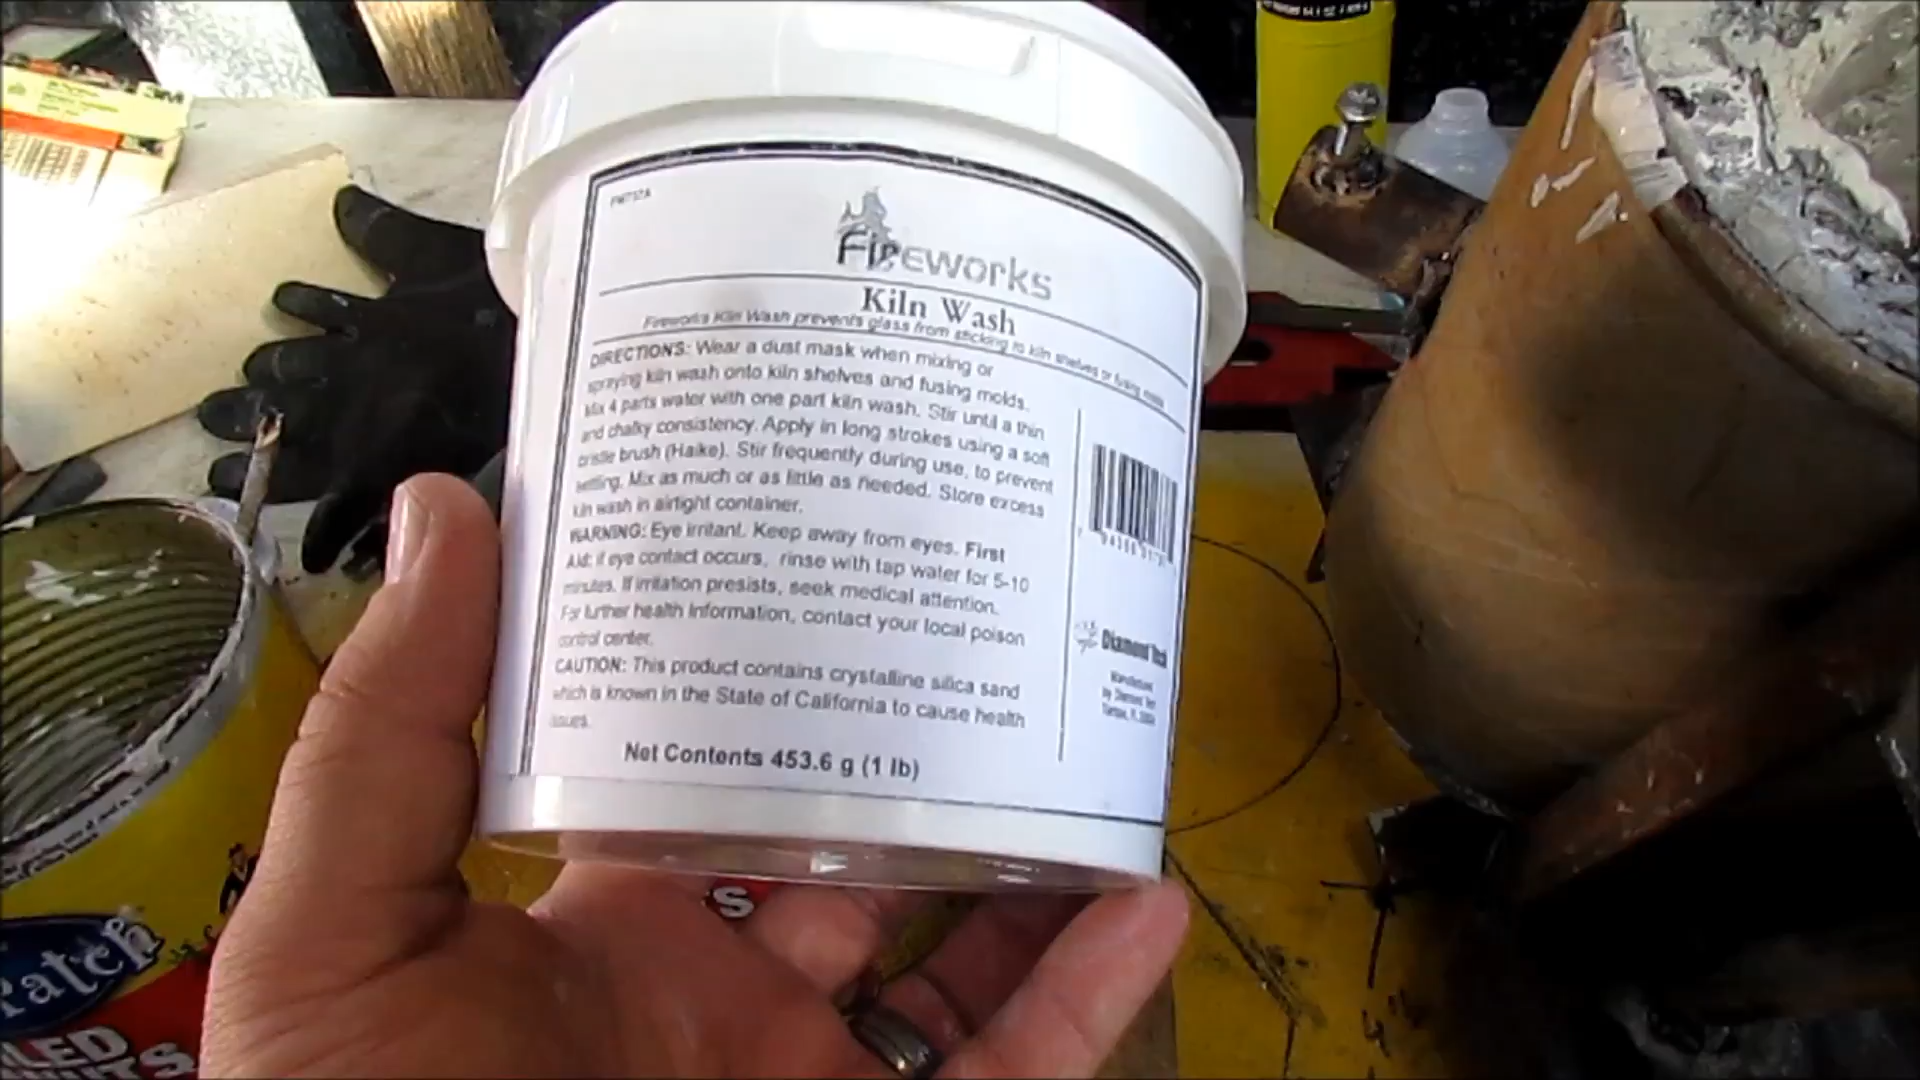 3M
FW737A
Fireworks
Kiln Wash
Fireworks Kiln Wash prevents glass from sticking to kiln shelves or fusing molds
DIRECTIONS: Wear a dust mask when mixing or
spraying kiln wash onto kiln shelves and fusing molds.
Mix 4 parts water with one part kiln wash. Stir until a thin
and chalky consistency. Apply in long strokes using a soft
bristle brush (Haike). Stir frequently during use, to prevent
settling. Mix as much or as little as needed. Store excess
kiln wash in airtight container.
WARNING: Eye irritant. Keep away from eyes. First
Aid: if eye contact occurs, rinse with tap water for 5-10
minutes. If irritation presists, seek medical attention.
For further health information, contact your local poison
control center.
CAUTION: This product contains crystalline silica sand
which is known in the State of California to cause health
issues.
Net Contents 453.6 g (1 lb)
Diamond Tech
Manufactured
by Diamond Tech
Patch
S